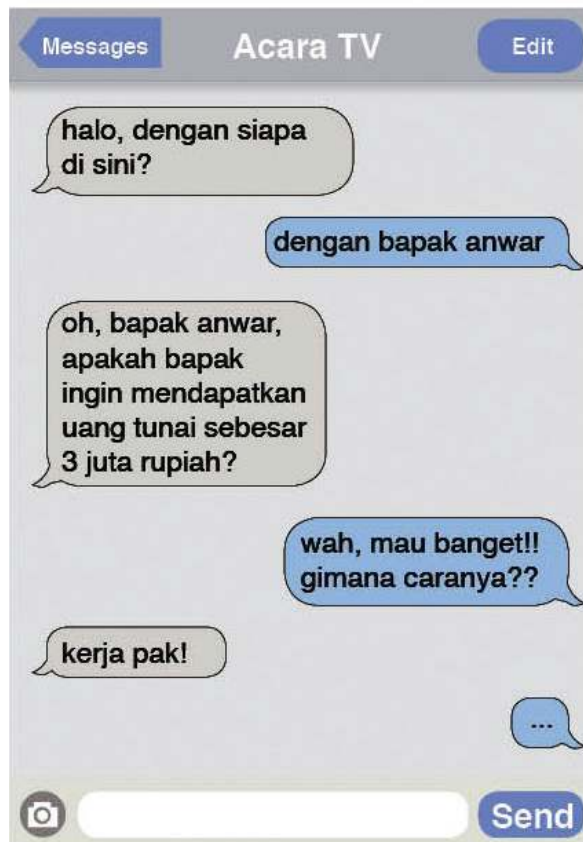 Messages
Acara TV
Edit
halo, dengan siapa
di sini?
dengan bapak anwar
oh, bapak anwar,
apakah bapak
ingin mendapatkan
uang tunai sebesar
3 juta rupiah?
wah, mau banget!!
gimana caranya??
kerja pak!
...
Send